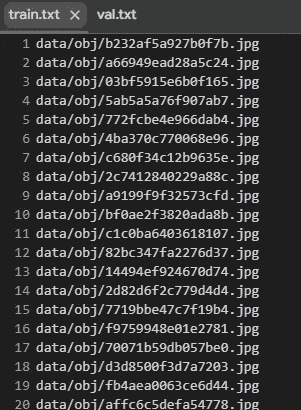 train.txt X val.txt
1 data/obj/b232af5a927b0f7b.jpg
2 data/obj/a66949ead28a5c24.jpg
3 data/obj/03bf5915e6b0f165.jpg
4 data/obj/5ab5a5a76f907ab7.jpg
5 data/obj/772fcbe4e966dab4.jpg
6 data/obj/4ba370c770068e96.jpg
7 data/obj/c680f34c12b9635e.jpg
8 data/obj/2c7412840229a88c.jpg
9 data/obj/a9199f9f32573cfd.jpg
10 data/obj/bf0ae2f3820ada8b.jpg
11 data/obj/c1c0ba6403618107.jpg
12 data/obj/82bc347fa2276d37.jpg
13 data/obj/14494ef924670d74.jpg
14 data/obj/2d82d6f2c779d4d4.jpg
15 data/obj/7719bbe47c7f19b4.jpg
16 data/obj/f9759948e01e2781.jpg
17 data/obj/70071b59db057be0.jpg
18 data/obj/d3d8500f3d7a7203.jpg
19 data/obj/fb4aea0063ce6d44.jpg
20 data/obj/affc6c5defa54778.jpg